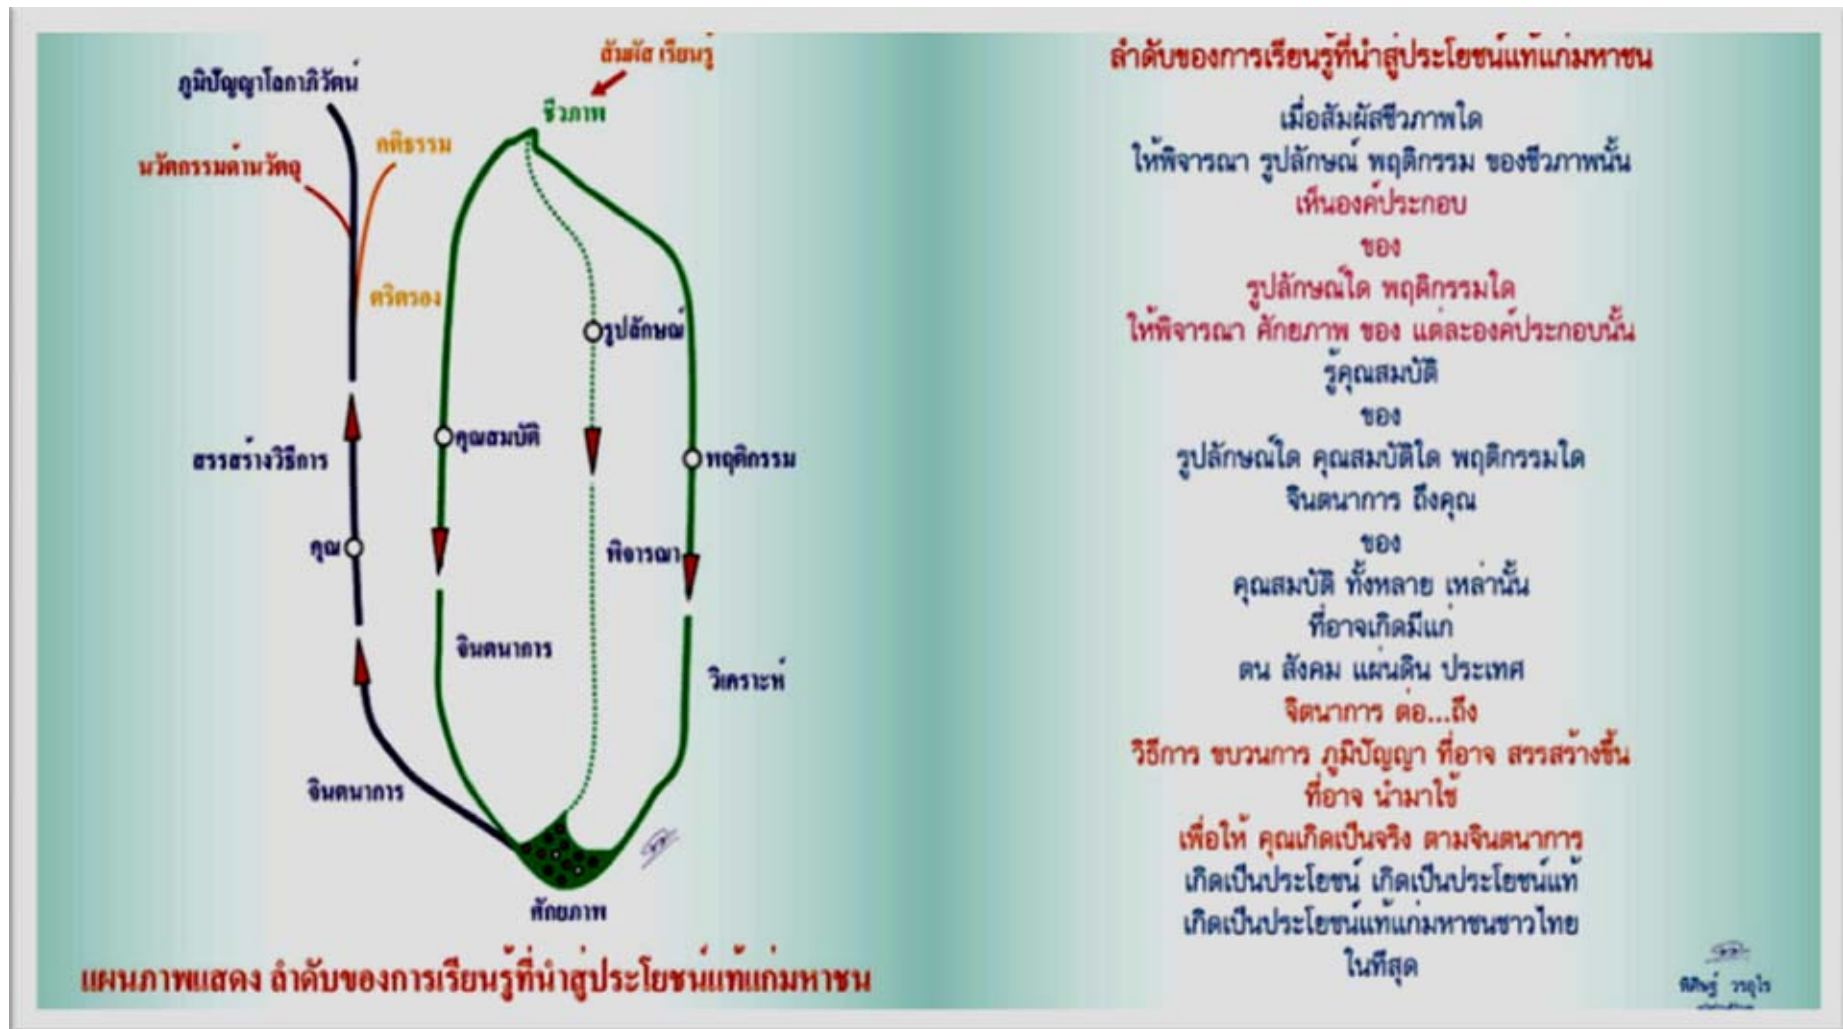 สัมผัส เรียนรู้
ชีวภาพ
ภูมิปัญญาโลกาภิวัตน์
คติธรรม
นวัตกรรมด้านวัตถุ
ตริตรอง
รูปลักษณ์
คุณสมบัติ
พฤติกรรม
สรรสร้างวิธีการ
คุณ
พิจารณา
จินตนาการ
วิเคราะห์
จินตนาการ
ศักยภาพ
แผนภาพแสดง ลำดับของการเรียนรู้ที่นำสู่ประโยชน์แท้แก่มหาชน
ลำดับของการเรียนรู้ที่นำสู่ประโยชน์แท้แก่มหาชน
เมื่อสัมผัสชีวภาพใด
ให้พิจารณา รูปลักษณ์ พฤติกรรม ของชีวภาพนั้น
เห็นองค์ประกอบ
ของ
รูปลักษณ์ใด พฤติกรรมใด
ให้พิจารณา ศักยภาพ ของ แต่ละองค์ประกอบนั้น
รู้คุณสมบัติ
ของ
รูปลักษณ์ใด คุณสมบัติใด พฤติกรรมใด
จินตนาการ ถึงคุณ
ของ
คุณสมบัติ ทั้งหลาย เหล่านั้น
ที่อาจเกิดมีแก่
ตน สังคม แผ่นดิน ประเทศ
จิตนาการ ต่อ...ถึง
วิธีการ ขบวนการ ภูมิปัญญา ที่อาจ สรรสร้างขึ้น
ที่อาจ นำมาใช้
เพื่อให้ คุณเกิดเป็นจริง ตามจินตนาการ
เกิดเป็นประโยชน์ เกิดเป็นประโยชน์แท้
เกิดเป็นประโยชน์แท้แก่มหาชนชาวไทย
ในที่สุด
พิศิษฐ์ วรอุไร